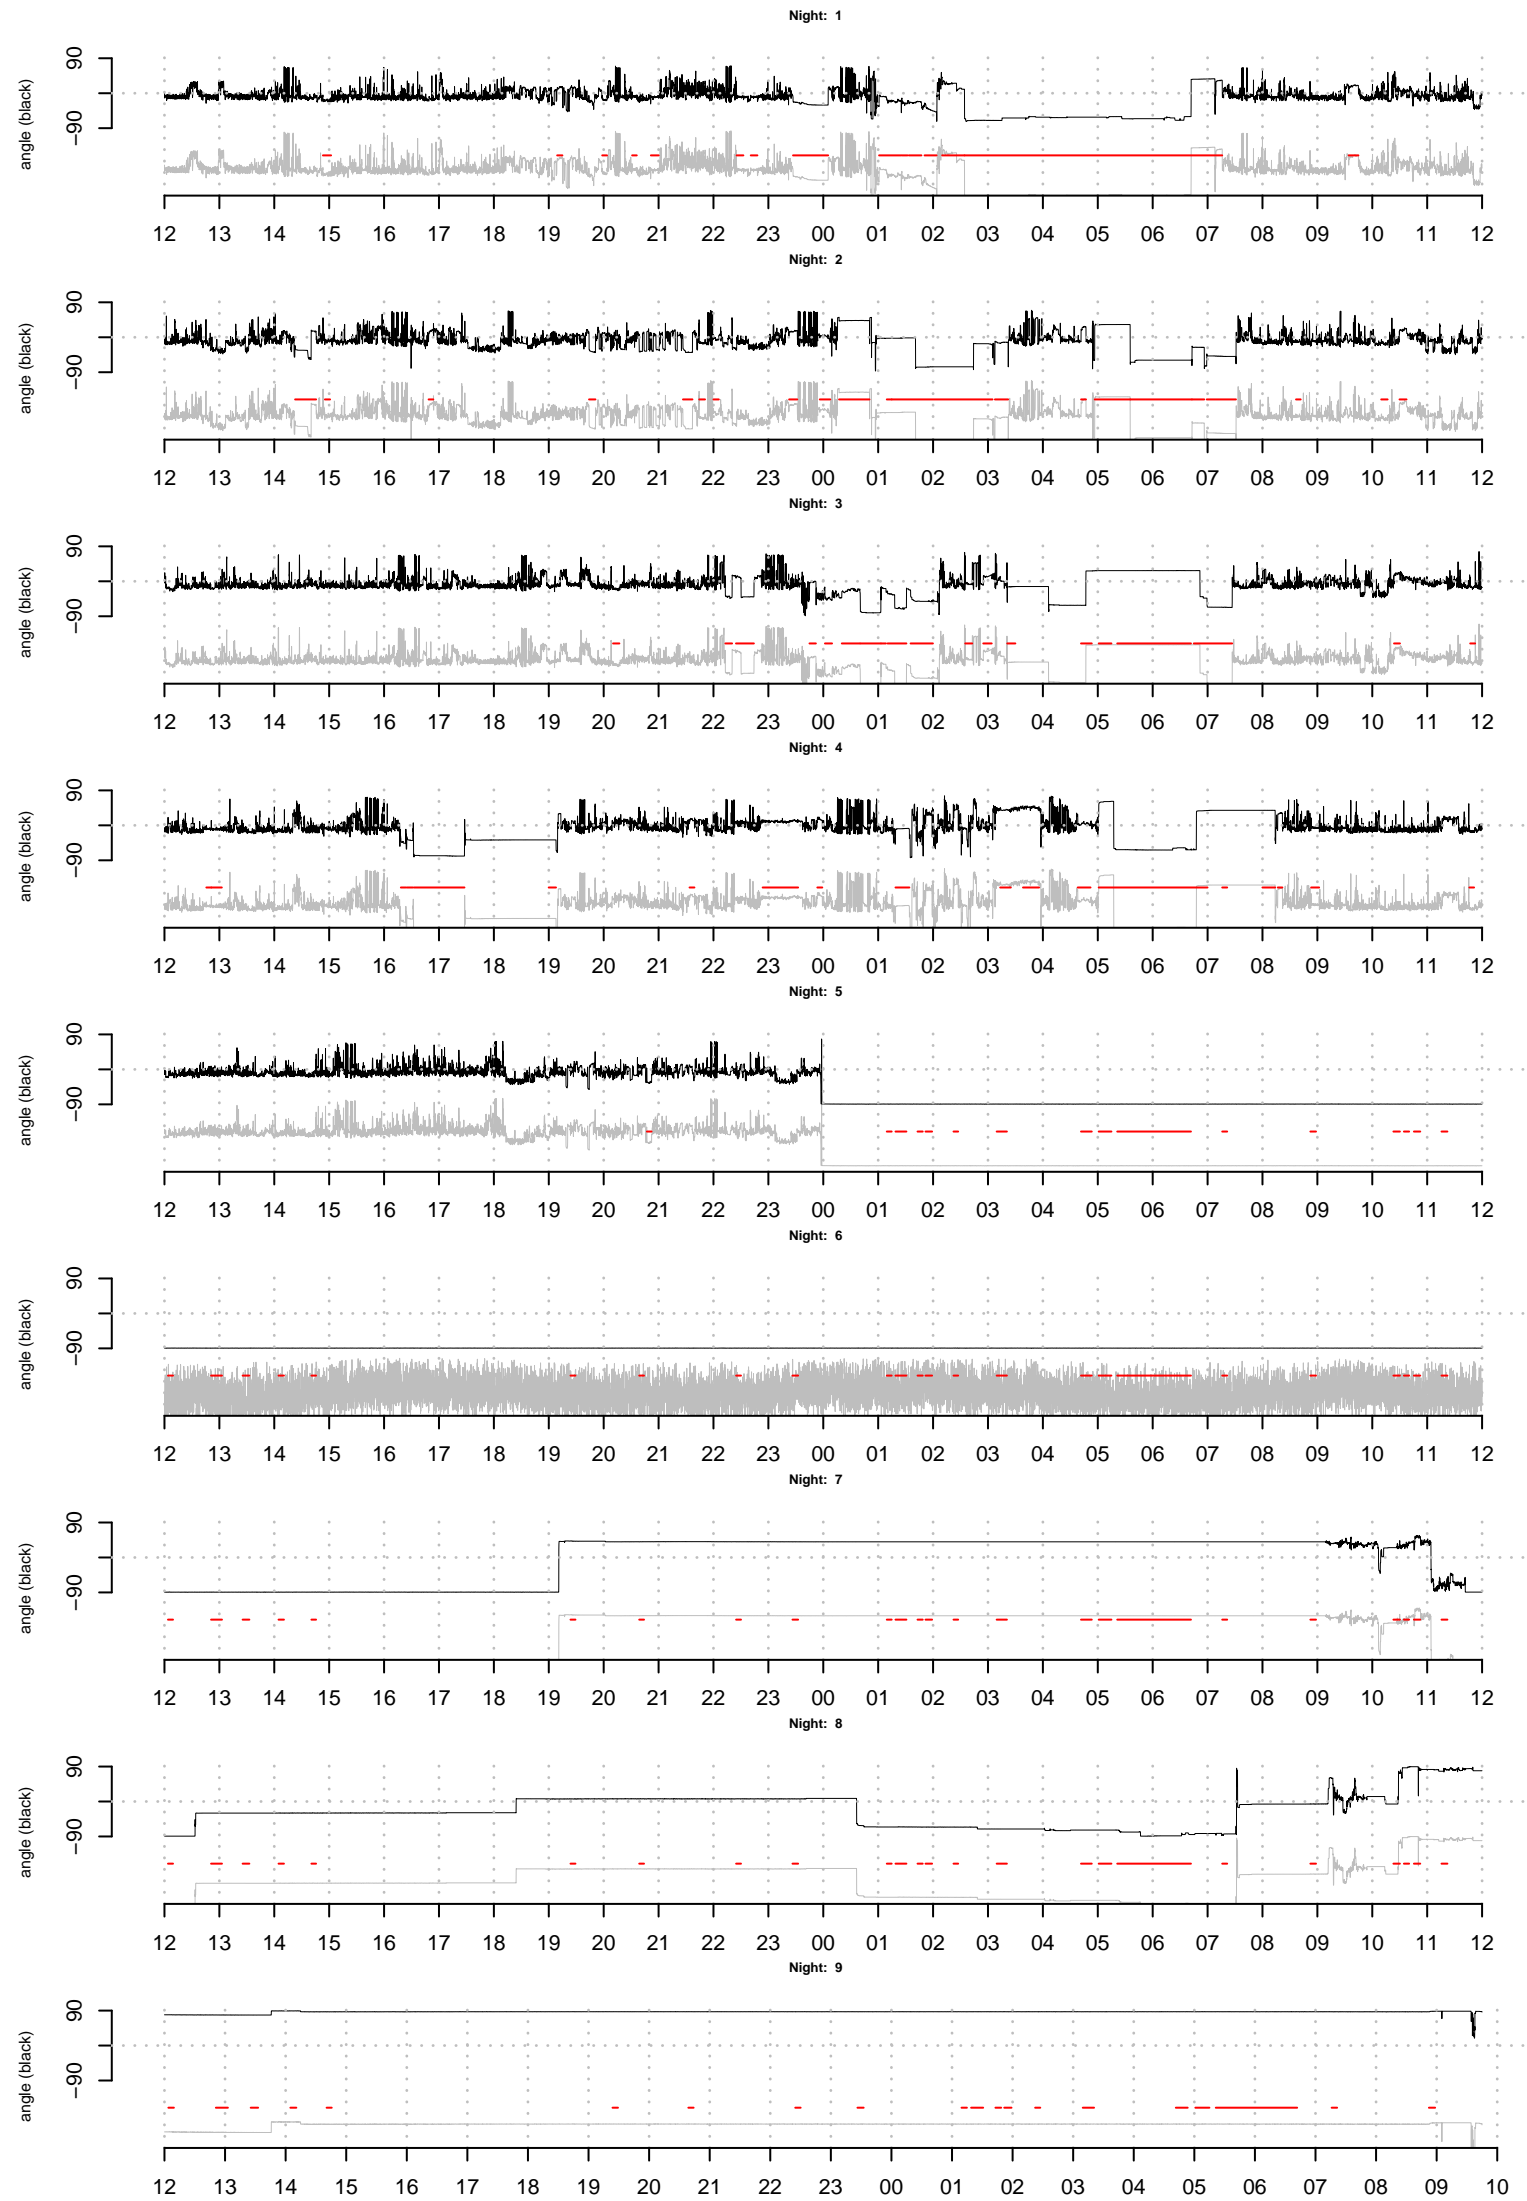 Night: 1
angle (black)
90
-90
12 13 14 15 16 17 18 19 20 21 22 23 00 01 02 03 04 05 06 07 08 09 10 11 12
Night: 2
angle (black)
90
-90
12 13 14 15 16 17 18 19 20 21 22 23 00 01 02 03 04 05 06 07 08 09 10 11 12
Night: 3
angle (black)
90
-90
12 13 14 15 16 17 18 19 20 21 22 23 00 01 02 03 04 05 06 07 08 09 10 11 12
Night: 4
angle (black)
90
-90
12 13 14 15 16 17 18 19 20 21 22 23 00 01 02 03 04 05 06 07 08 09 10 11 12
Night: 5
angle (black)
90
-90
12 13 14 15 16 17 18 19 20 21 22 23 00 01 02 03 04 05 06 07 08 09 10 11 12
Night: 6
angle (black)
90
-90
12 13 14 15 16 17 18 19 20 21 22 23 00 01 02 03 04 05 06 07 08 09 10 11 12
Night: 7
angle (black)
90
-90
12 13 14 15 16 17 18 19 20 21 22 23 00 01 02 03 04 05 06 07 08 09 10 11 12
Night: 8
angle (black)
90
-90
12 13 14 15 16 17 18 19 20 21 22 23 00 01 02 03 04 05 06 07 08 09 10 11 12
Night: 9
angle (black)
90
-90
12 13 14 15 16 17 18 19 20 21 22 23 00 01 02 03 04 05 06 07 08 09 10